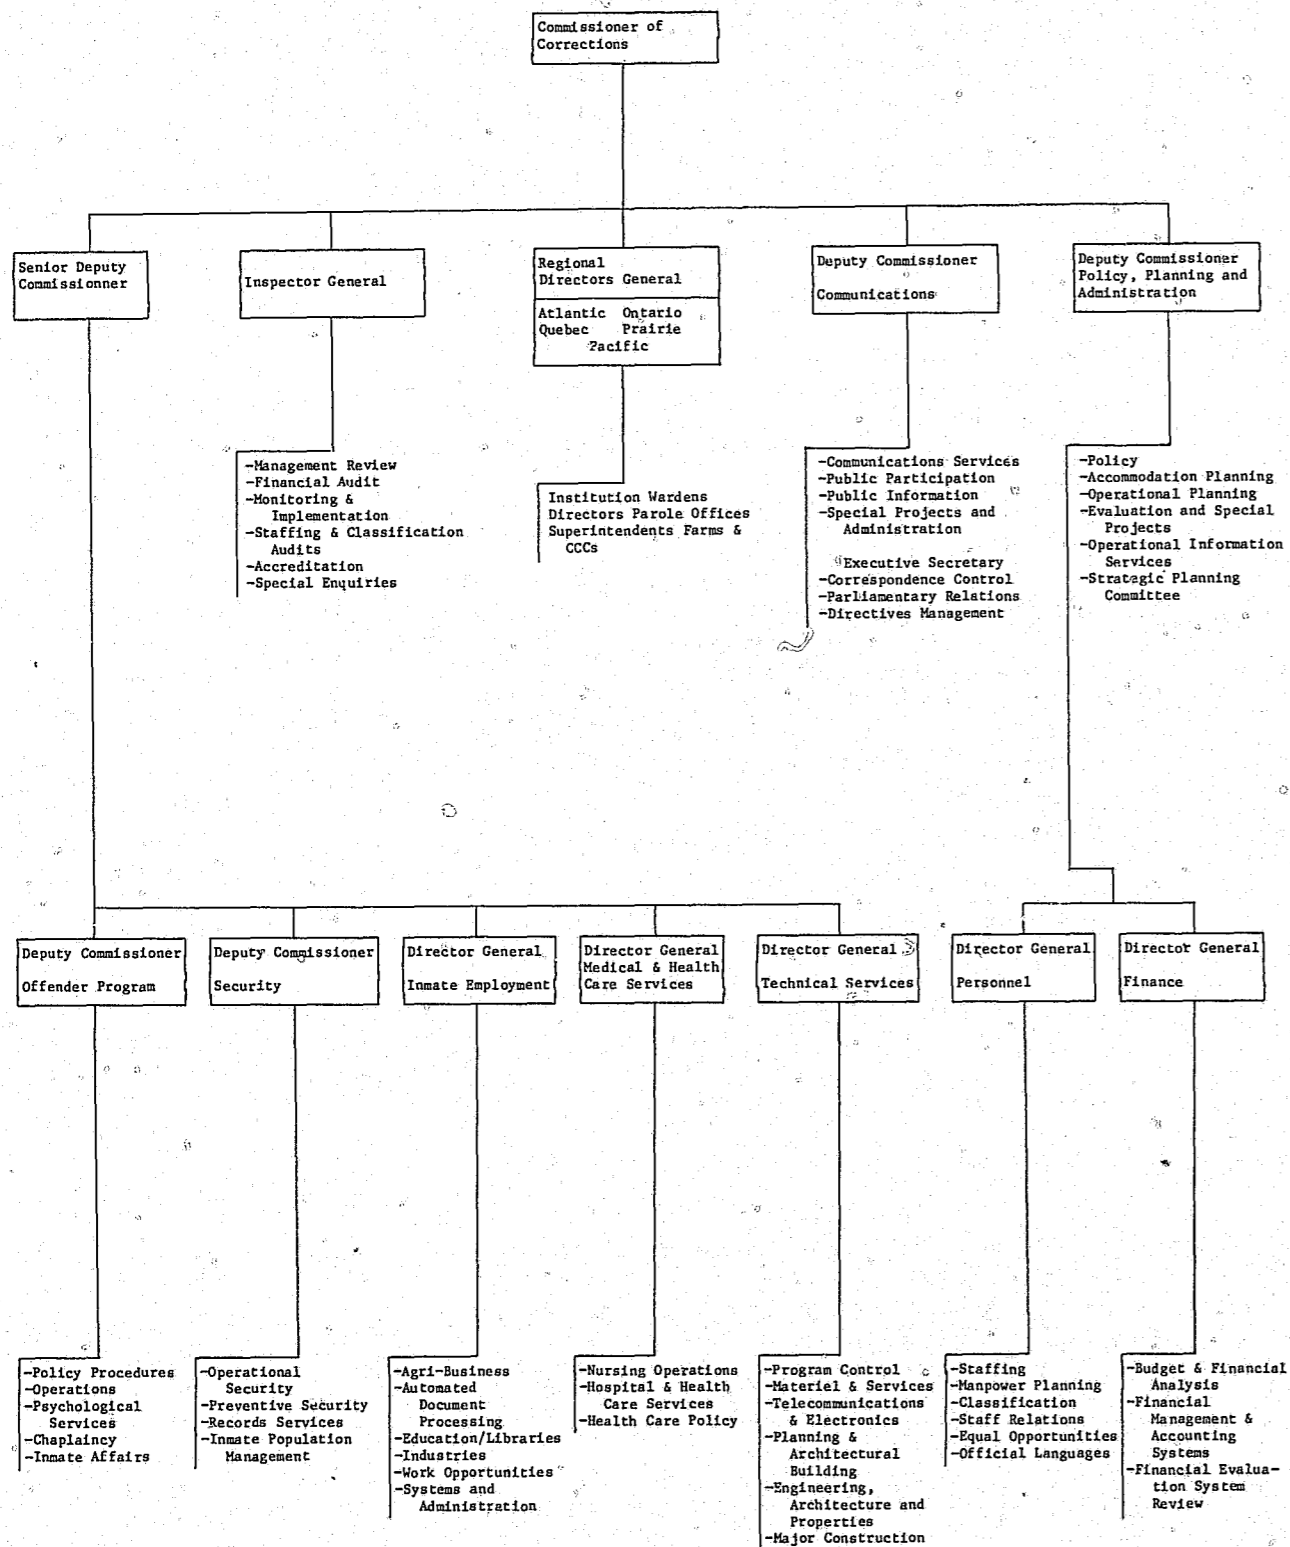 Commissioner of
Corrections
Senior Deputy
Commissionner
Inspector General
Regional
Directors General
Atlantic Ontario
Quebec Prairie
Pacific
Deputy Commissioner
Communications
Deputy Commissioner
Policy, Planning and
Administration
-Management Review
-Financial Audit
-Monitoring &
Implementation
-Staffing & Classification
Audits
-Accreditation
-Special Enquiries
Institution Wardens
Directors Parole Offices
Superintendents Farms &
CCCs
-Communications Services
-Public Participation
-Public Information
-Special Projects and
Administration
Executive Secretary
-Correspondence Control
-Parliamentary Relations
-Directives Management
-Policy
-Accommodation Planning
-Operational Planning
-Evaluation and Special
Projects
-Operational Information
Services
-Strategic Planning
Committee
Deputy Commissioner
Offender Program
Deputy Commissioner
Security
Director General
Inmate Employment
Director General
Medical & Health
Care Services
Director General
Technical Services
Director General
Personnel
Director General
Finance
-Policy Procedures
-Operations
-Psychological
Services
-Chaplaincy
-Inmate Affairs
-Operational
Security
-Preventive Security
-Records Services
-Inmate Population
Management
-Agri-Business
-Automated
Document
Processing
-Education/Libraries
-Industries
-Work Opportunities
-Systems and
Administration
-Nursing Operations
-Hospital & Health
Care Services
-Health Care Policy
-Program Control
-Materiel & Services
-Telecommunications
& Electronics
-Planning &
Architectural
Building
-Engineering,
Architecture and
Properties
-Major Construction
-Staffing
-Manpower Planning
-Classification
-Staff Relations
-Equal Opportunities
-Official Languages
-Budget & Financial
Analysis
-Financial
Management &
Accounting
Systems
-Financial Evalua-
tion System
Review